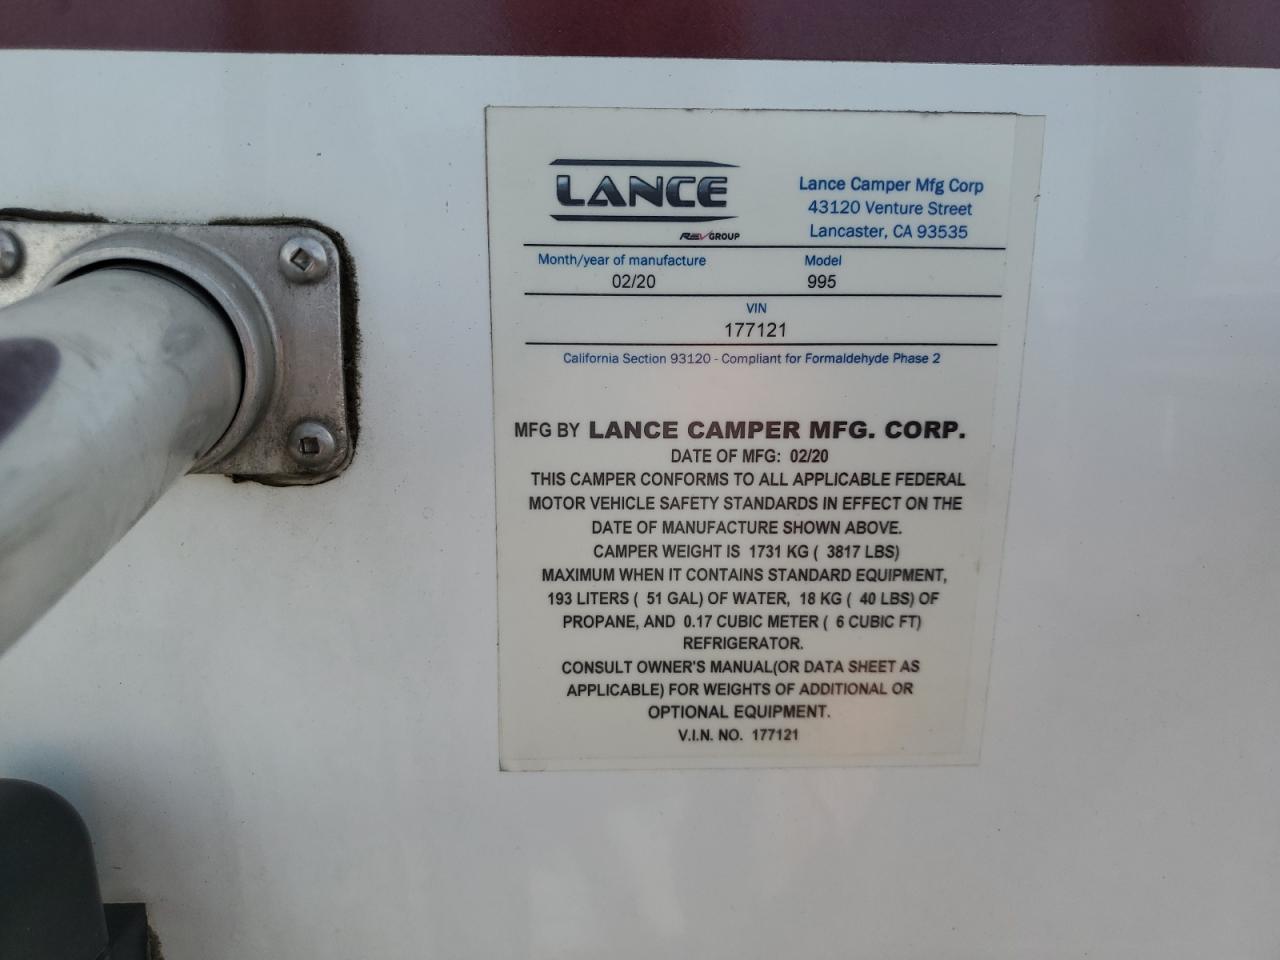 LANCE
REV GROUP
Lance Camper Mfg Corp
43120 Venture Street
Lancaster, CA 93535
Month/year of manufacture Model
02/20 995
VIN
177121
California Section 93120 - Compliant for Formaldehyde Phase 2
MFG BY LANCE CAMPER MFG. CORP.
DATE OF MFG: 02/20
THIS CAMPER CONFORMS TO ALL APPLICABLE FEDERAL
MOTOR VEHICLE SAFETY STANDARDS IN EFFECT ON THE
DATE OF MANUFACTURE SHOWN ABOVE.
CAMPER WEIGHT IS 1731 KG ( 3817 LBS)
MAXIMUM WHEN IT CONTAINS STANDARD EQUIPMENT,
193 LITERS ( 51 GAL) OF WATER, 18 KG ( 40 LBS) OF
PROPANE, AND 0.17 CUBIC METER ( 6 CUBIC FT)
REFRIGERATOR.
CONSULT OWNER'S MANUAL(OR DATA SHEET AS
APPLICABLE) FOR WEIGHTS OF ADDITIONAL OR
OPTIONAL EQUIPMENT.
V.I.N. NO. 177121